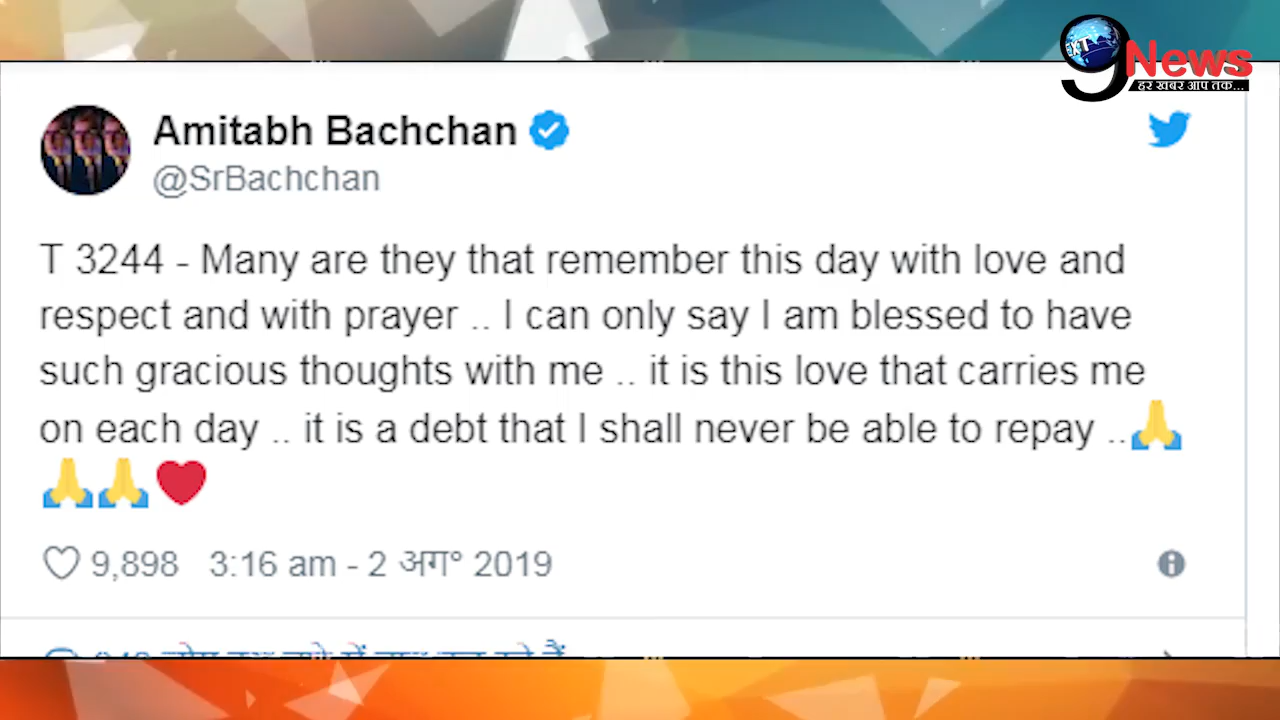 XTV
9 News
हर खबर आप तक...
Amitabh Bachchan
@SrBachchan
T 3244 - Many are they that remember this day with love and
respect and with prayer .. I can only say I am blessed to have
such gracious thoughts with me .. it is this love that carries me
on each day .. it is a debt that I shall never be able to repay ..🙏
🙏🙏❤️
9,898 3:16 am - 2 अग॰ 2019